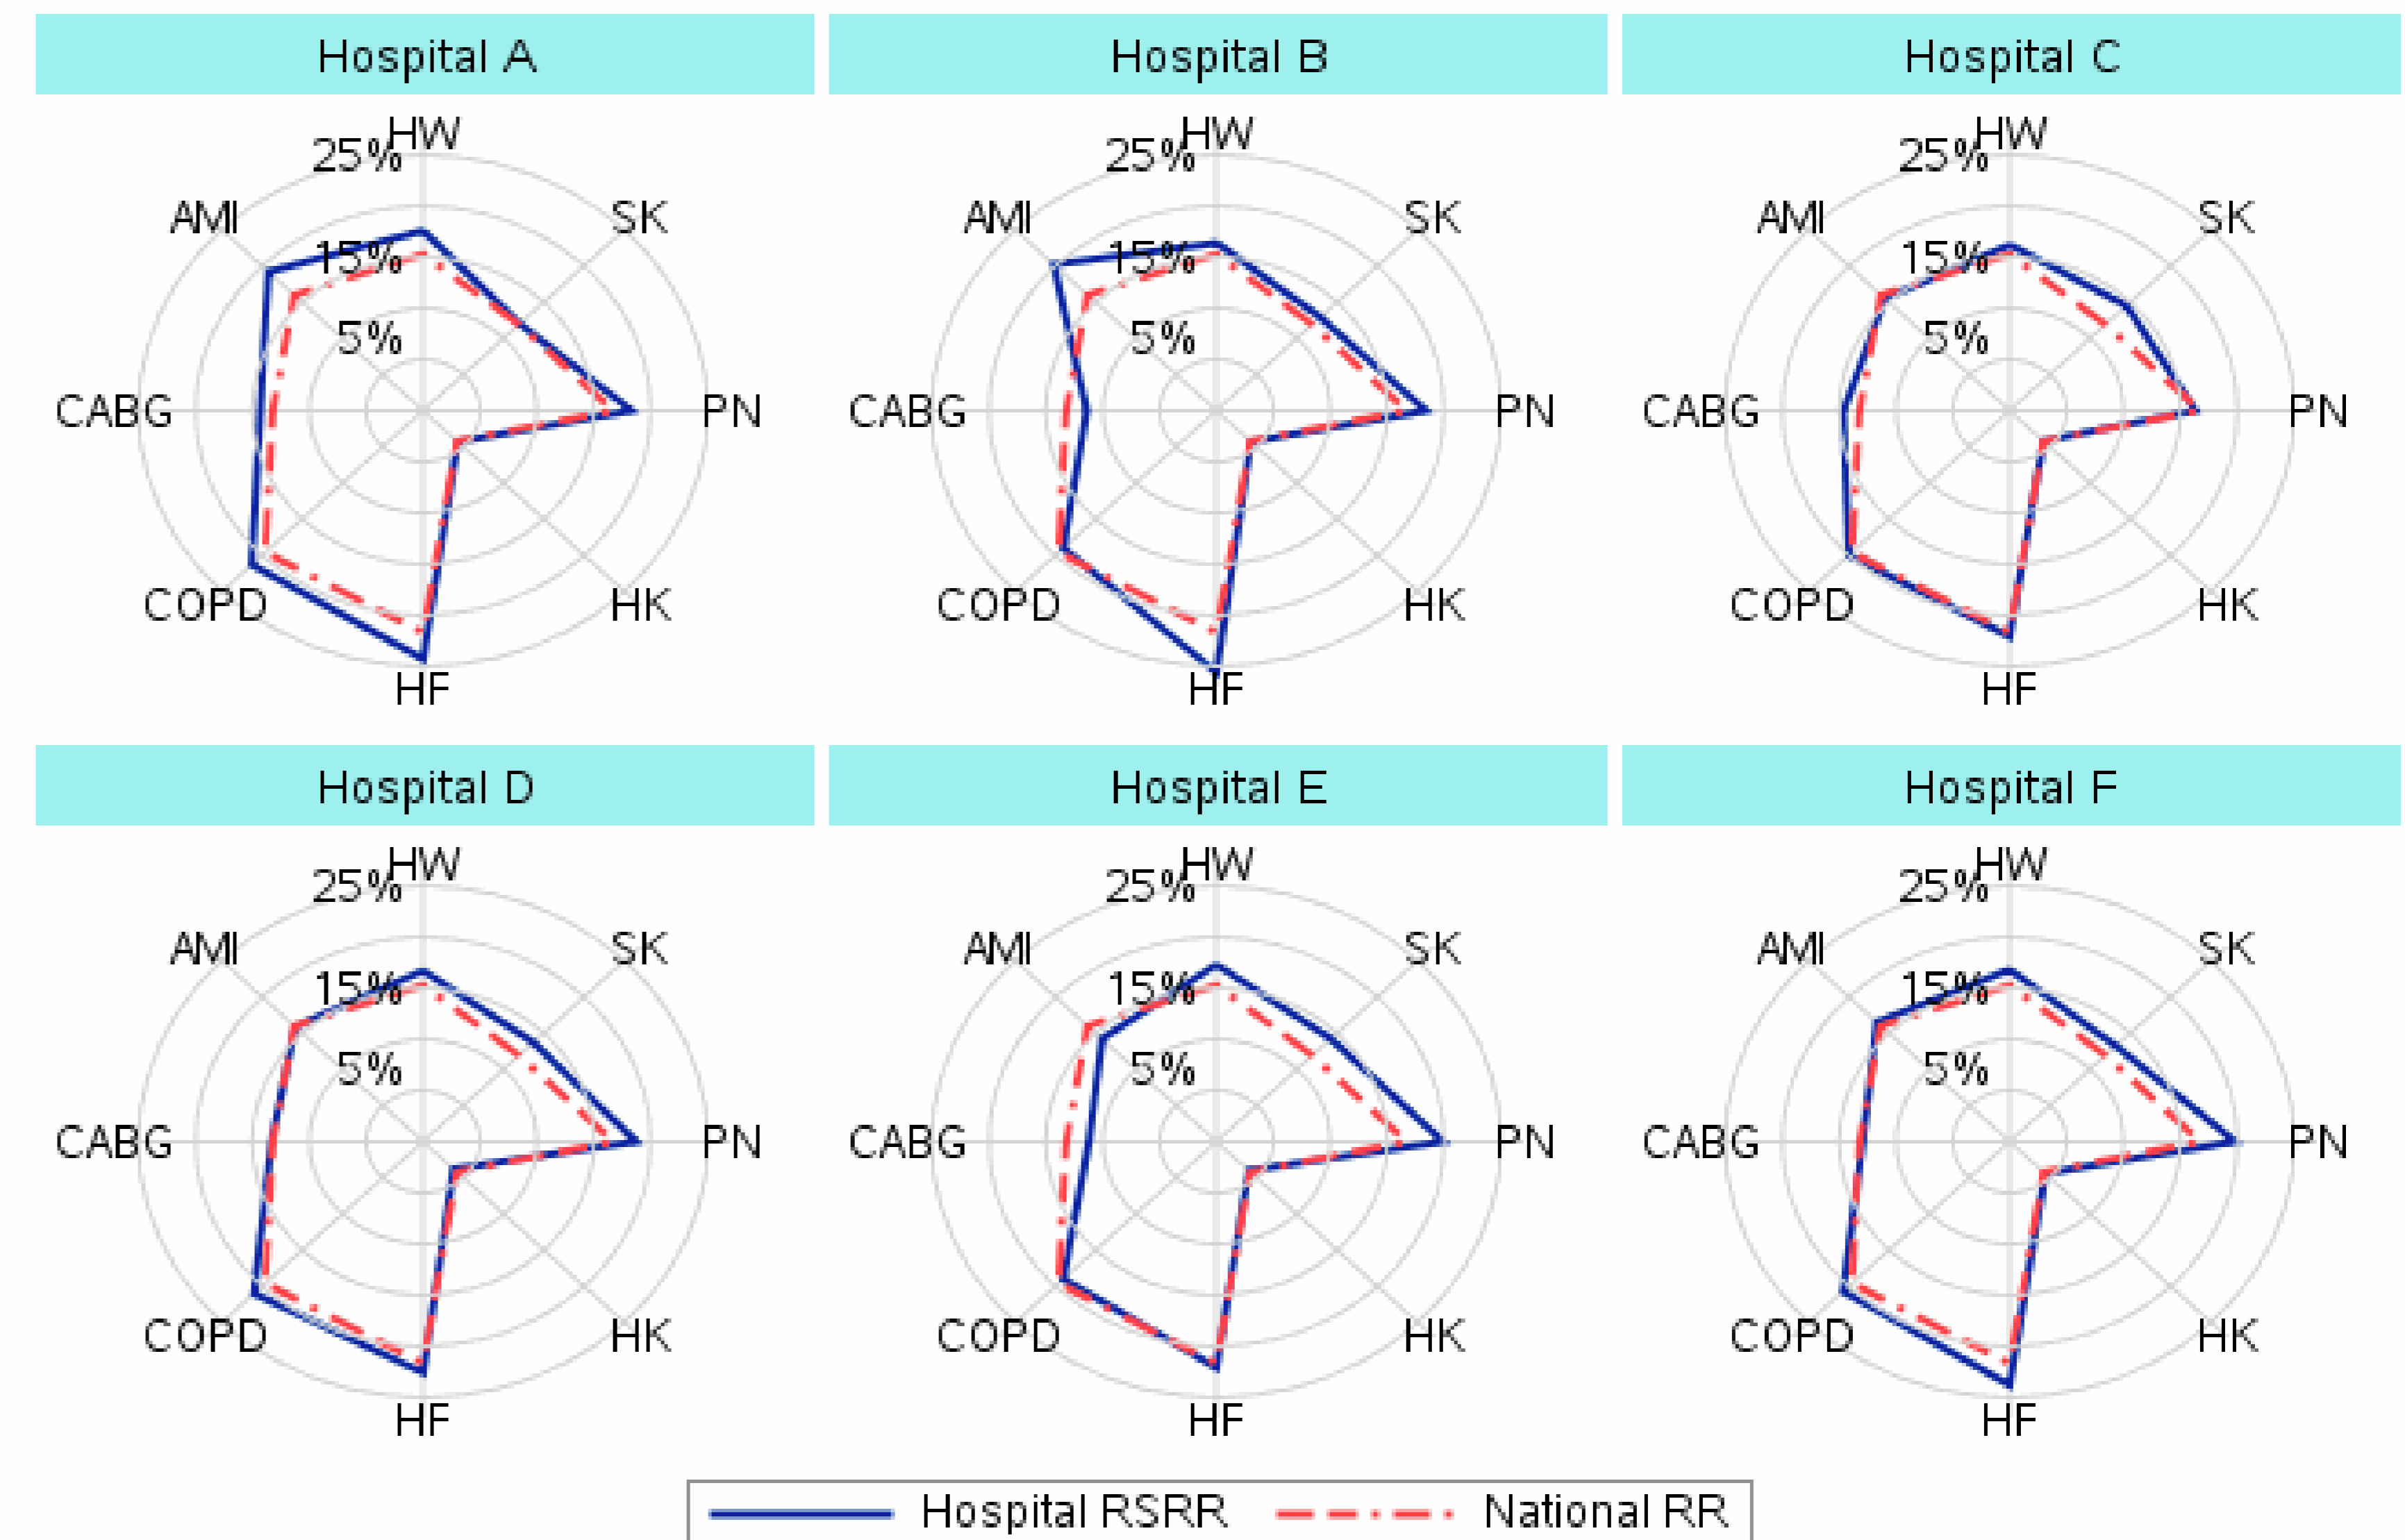 Hospital A
Hospital B
Hospital C
HW
25%
AMI
SK
15%
5%
CABG
PN
COPD
HK
HF
HW
25%
AMI
SK
15%
5%
CABG
PN
COPD
HK
HF
HW
25%
AMI
SK
15%
5%
CABG
PN
COPD
HK
HF
Hospital D
Hospital E
Hospital F
HW
25%
AMI
SK
15%
5%
CABG
PN
COPD
HK
HF
HW
25%
AMI
SK
15%
5%
CABG
PN
COPD
HK
HF
HW
25%
AMI
SK
15%
5%
CABG
PN
COPD
HK
HF
Hospital RSRR
National RR